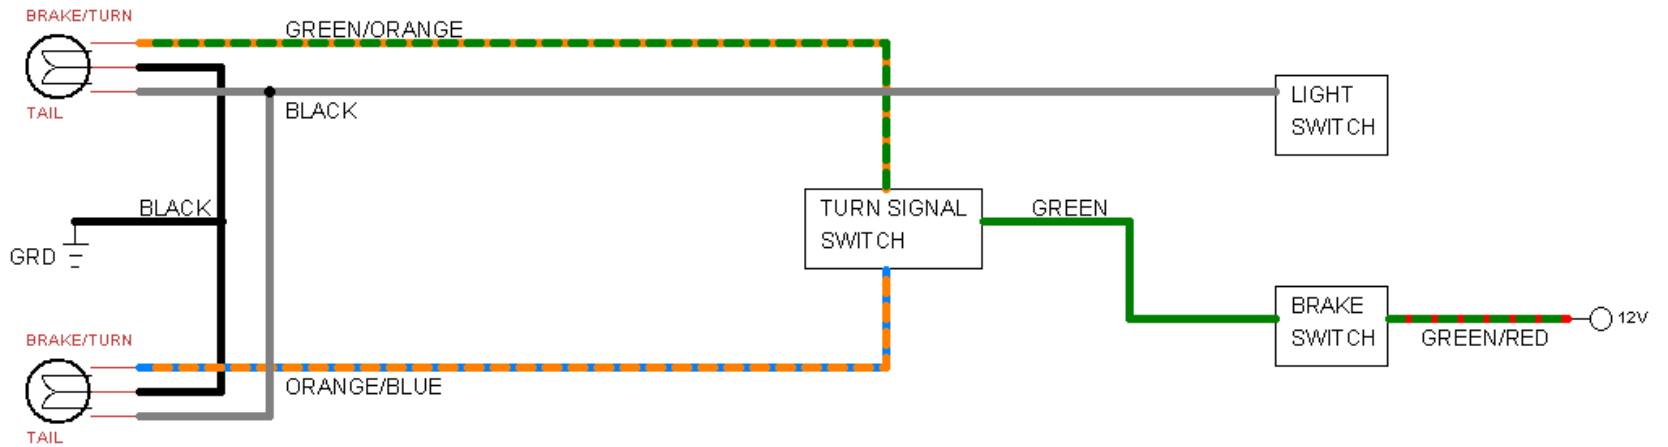 BRAKE/TURN
GREEN/ORANGE
TAIL
BLACK
LIGHT
SWITCH
BLACK
GRD
TURN SIGNAL
SWITCH
GREEN
BRAKE
SWITCH
GREEN/RED
12V
BRAKE/TURN
ORANGE/BLUE
TAIL